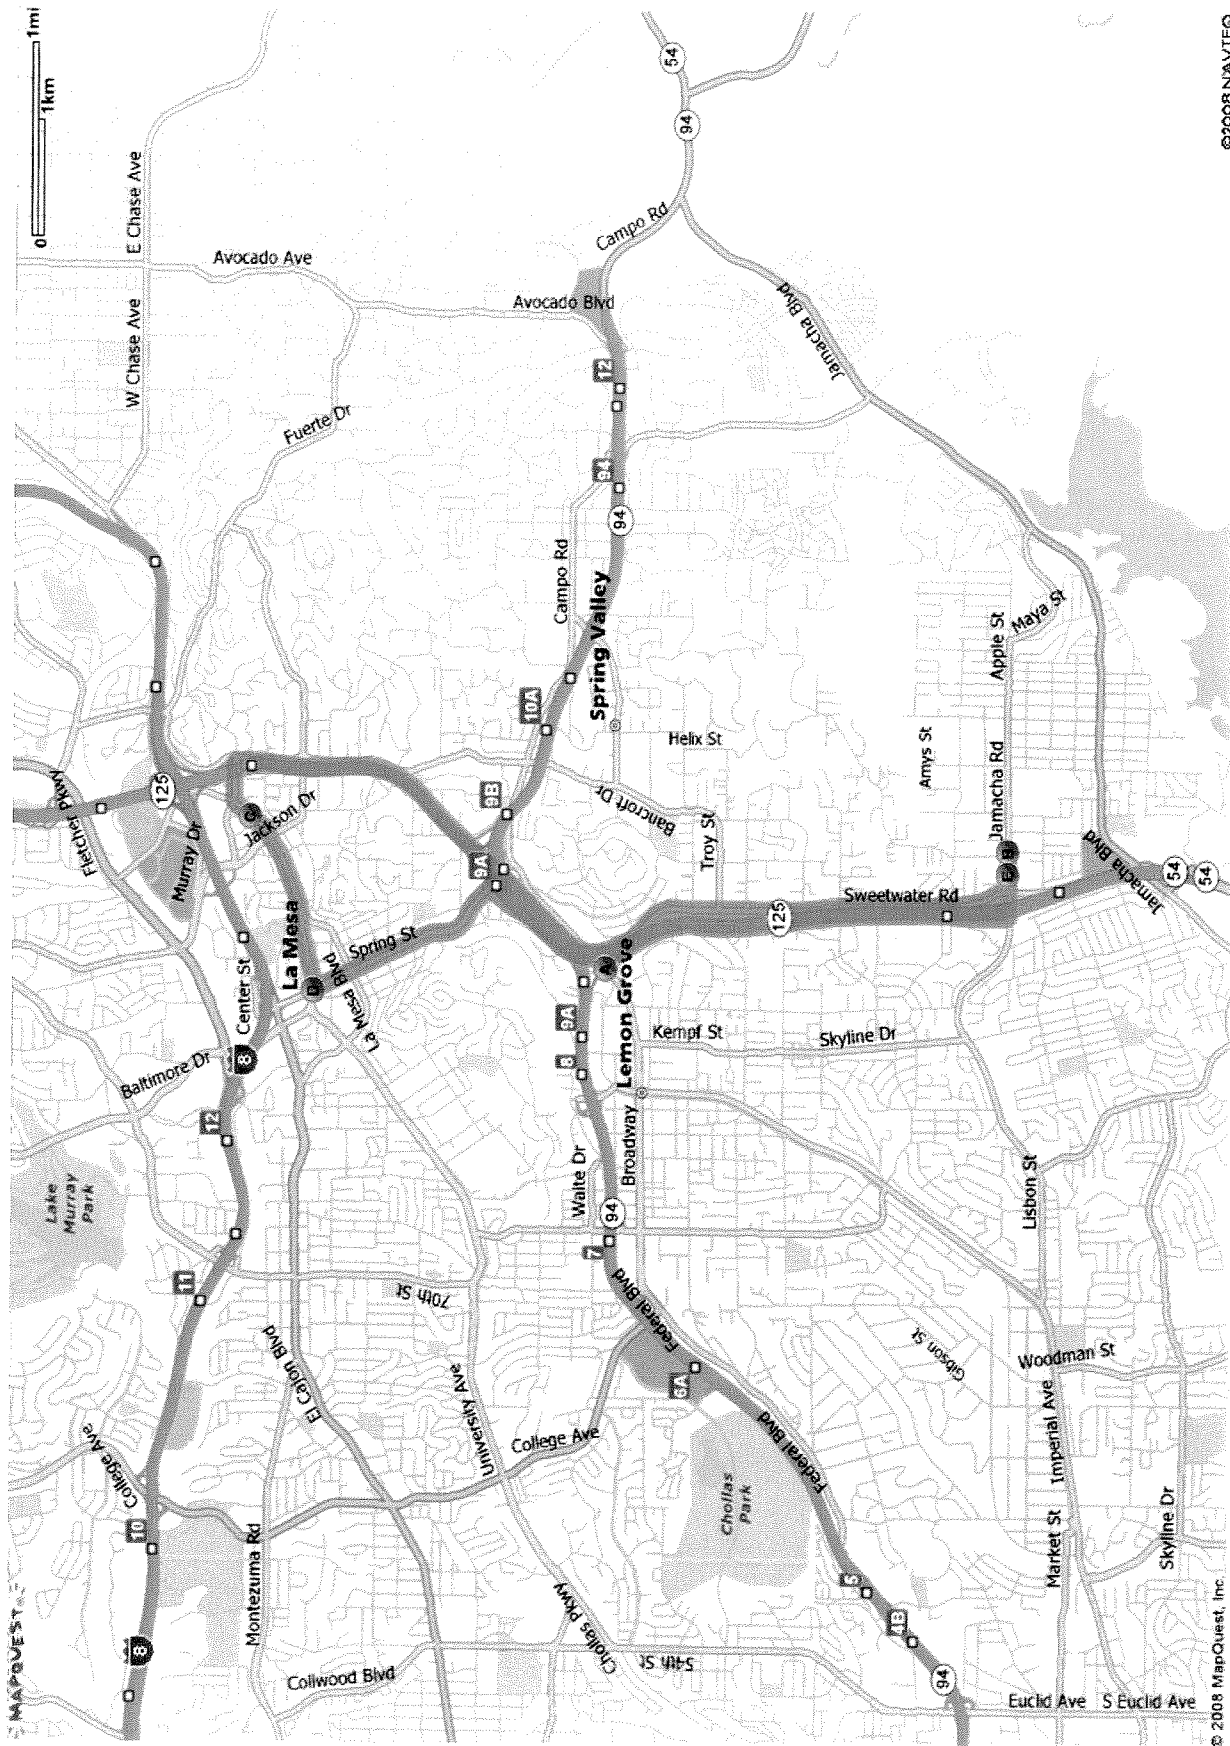 MAPQUEST
0
1km
1mi
E Chase Ave
W Chase Ave
Avocado Ave
Avocado Blvd
Campo Rd
94
54
Jamacha Blvd
Jamacha Blvd
Fuerte Dr
12
94
94
Campo Rd
Spring Valley
10A
9B
9A
Helix St
Bancroft Dr
Troy St
Amys St
Apple St
Maya St
Jamacha Rd
Fletcher Pkwy
125
Murray Dr
Jackson Dr
La Mesa
La Mesa Blvd
Spring St
Center St
8
Baltimore Dr
12
Lake
Murray
Park
11
70th St
El Cajon Blvd
University Ave
College Ave
College Ave
10
Montezuma Rd
8
Collwood Blvd
Chollas Pkwy
54th St
Lemon Grove
9A
8
Waite Dr
Broadway
94
7
Federal Blvd
6A
Federal Blvd
Chollas
Park
5
4B
94
Kempf St
Skyline Dr
125
Sweetwater Rd
Jamacha Blvd
54
54
Lisbon St
Gibson St
Woodman St
Imperial Ave
Market St
Skyline Dr
Euclid Ave
S Euclid Ave
© 2008 MapQuest, Inc
©2008 NAVTEQ